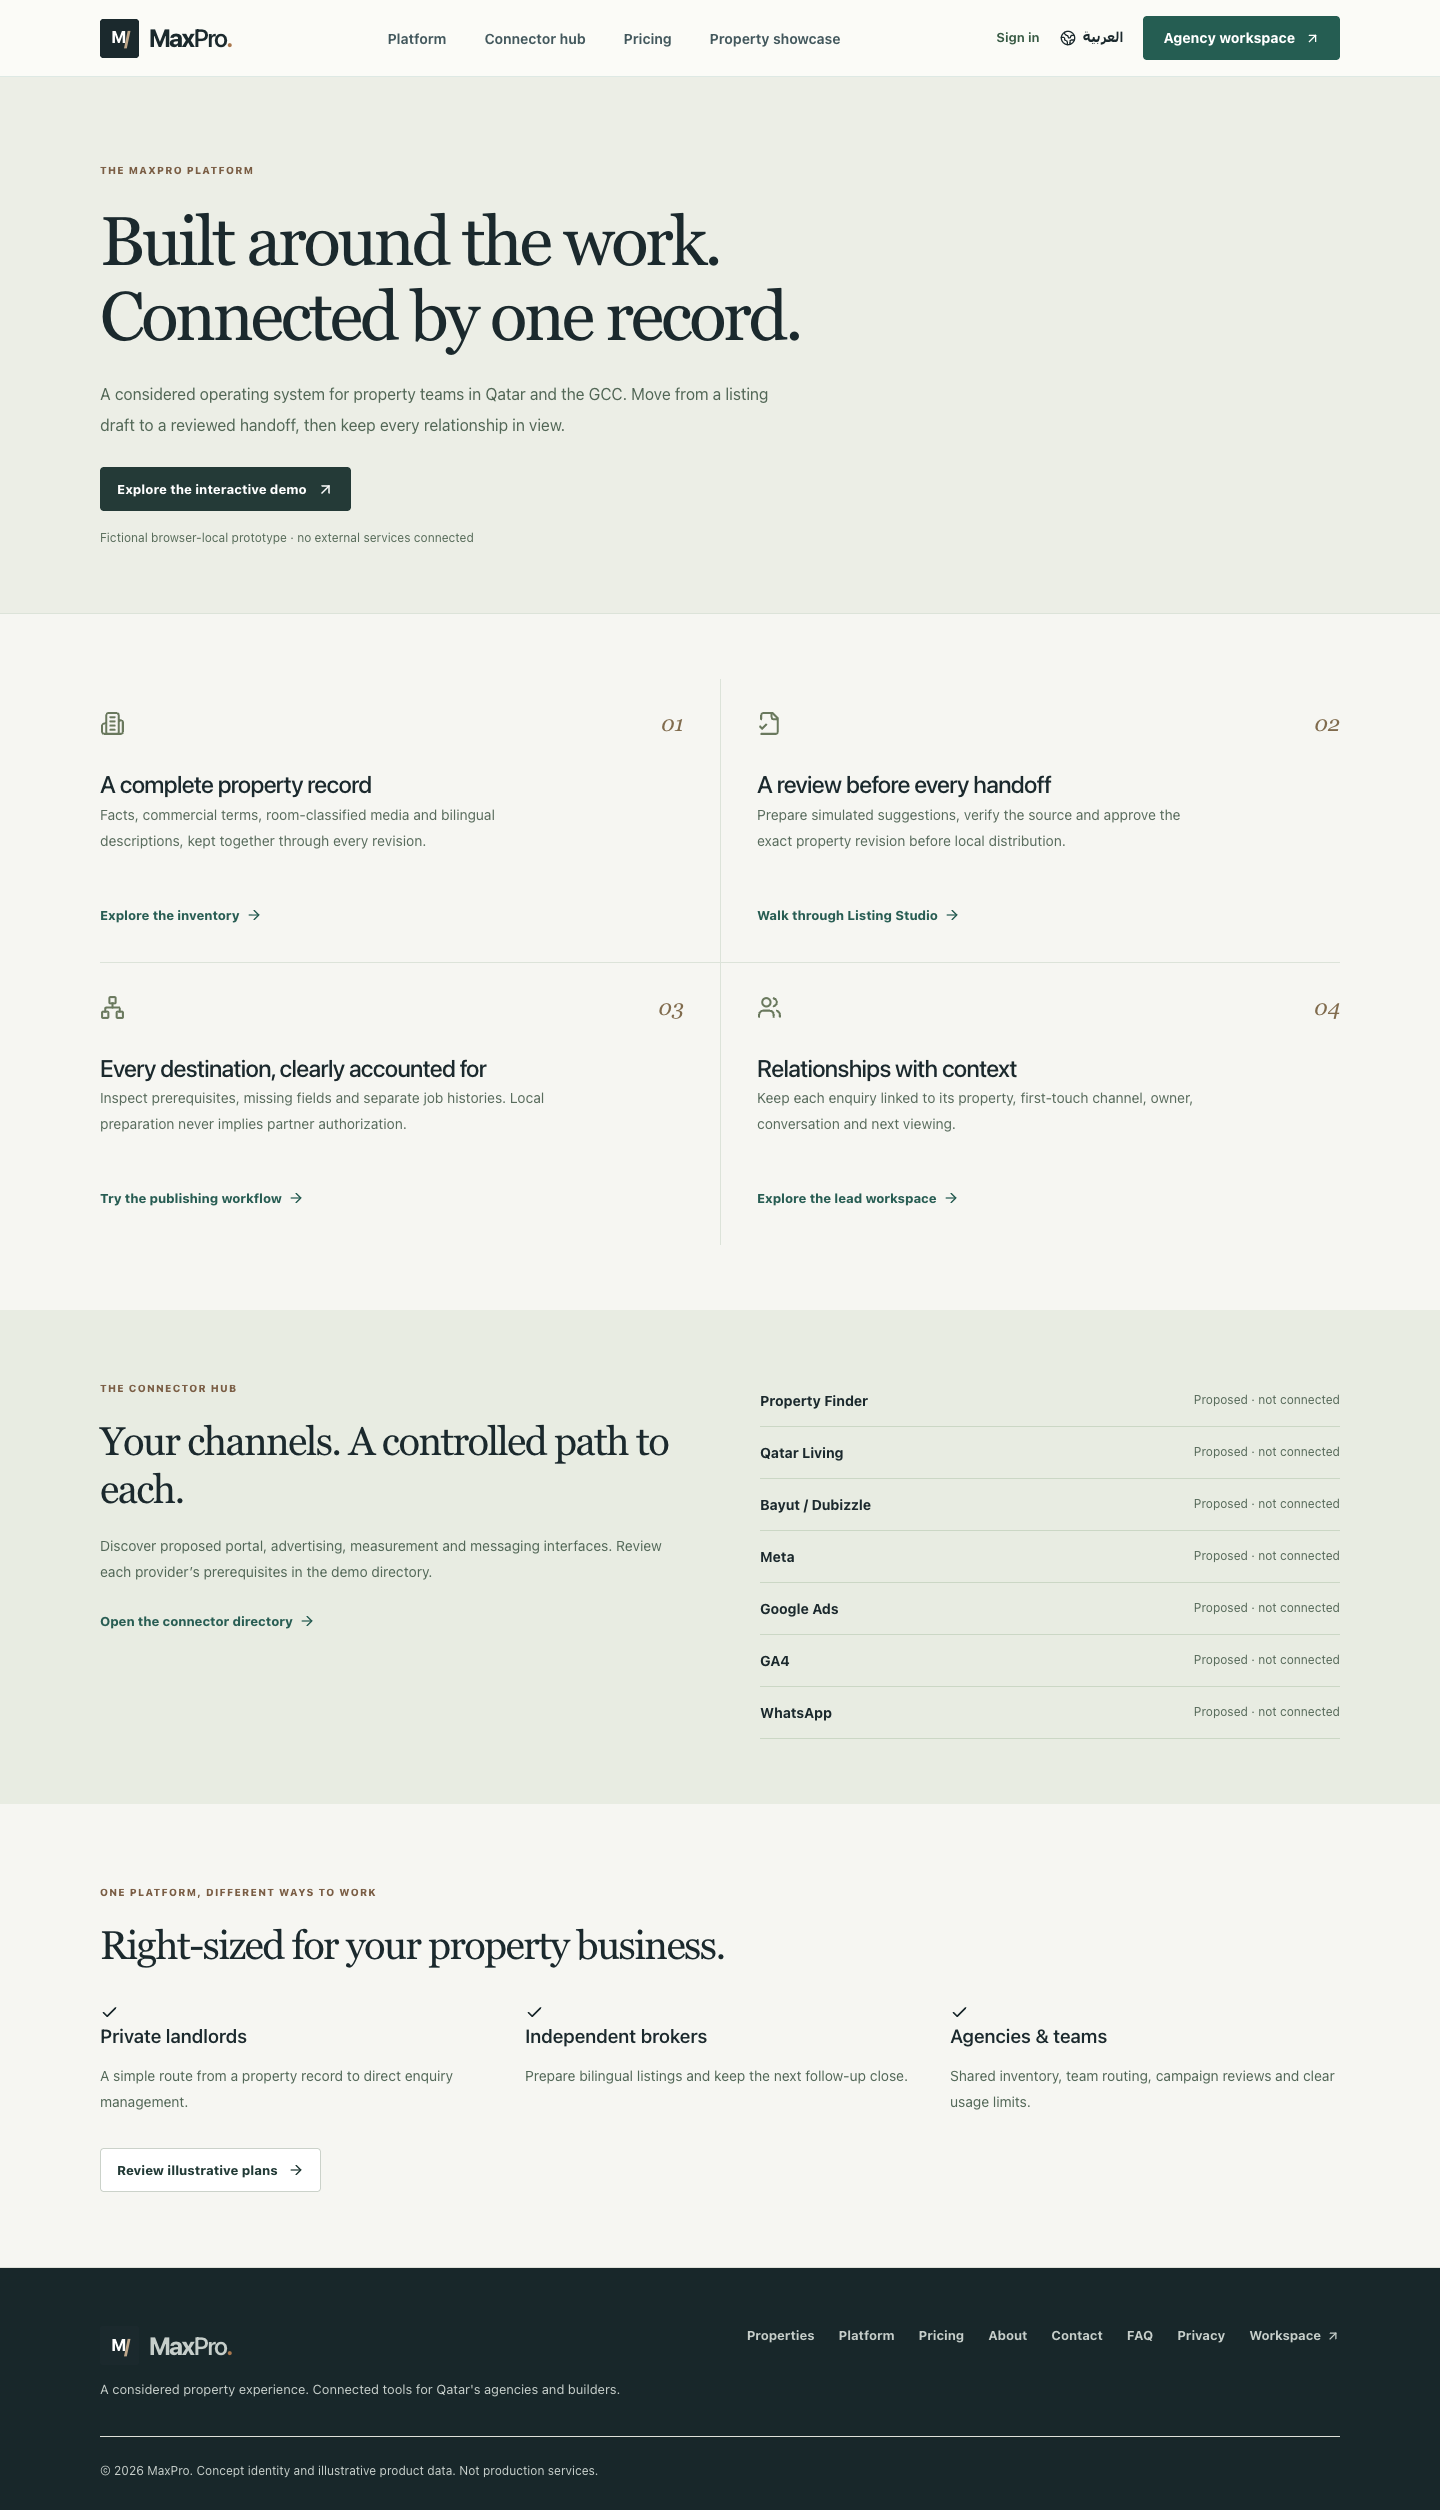 M/ MaxPro.
Platform
Connector hub
Pricing
Property showcase
Sign in
العربية
Agency workspace
THE MAXPRO PLATFORM
Built around the work.
Connected by one record.
A considered operating system for property teams in Qatar and the GCC. Move from a listing
draft to a reviewed handoff, then keep every relationship in view.
Explore the interactive demo
Fictional browser-local prototype · no external services connected
01
A complete property record
Facts, commercial terms, room-classified media and bilingual
descriptions, kept together through every revision.
Explore the inventory
02
A review before every handoff
Prepare simulated suggestions, verify the source and approve the
exact property revision before local distribution.
Walk through Listing Studio
03
Every destination, clearly accounted for
Inspect prerequisites, missing fields and separate job histories. Local
preparation never implies partner authorization.
Try the publishing workflow
04
Relationships with context
Keep each enquiry linked to its property, first-touch channel, owner,
conversation and next viewing.
Explore the lead workspace
THE CONNECTOR HUB
Your channels. A controlled path to
each.
Discover proposed portal, advertising, measurement and messaging interfaces. Review
each provider’s prerequisites in the demo directory.
Open the connector directory
Property Finder Proposed · not connected
Qatar Living Proposed · not connected
Bayut / Dubizzle Proposed · not connected
Meta Proposed · not connected
Google Ads Proposed · not connected
GA4 Proposed · not connected
WhatsApp Proposed · not connected
ONE PLATFORM, DIFFERENT WAYS TO WORK
Right-sized for your property business.
Private landlords
A simple route from a property record to direct enquiry
management.
Independent brokers
Prepare bilingual listings and keep the next follow-up close.
Agencies & teams
Shared inventory, team routing, campaign reviews and clear
usage limits.
Review illustrative plans
M/ MaxPro.
A considered property experience. Connected tools for Qatar's agencies and builders.
Properties
Platform
Pricing
About
Contact
FAQ
Privacy
Workspace
© 2026 MaxPro. Concept identity and illustrative product data. Not production services.